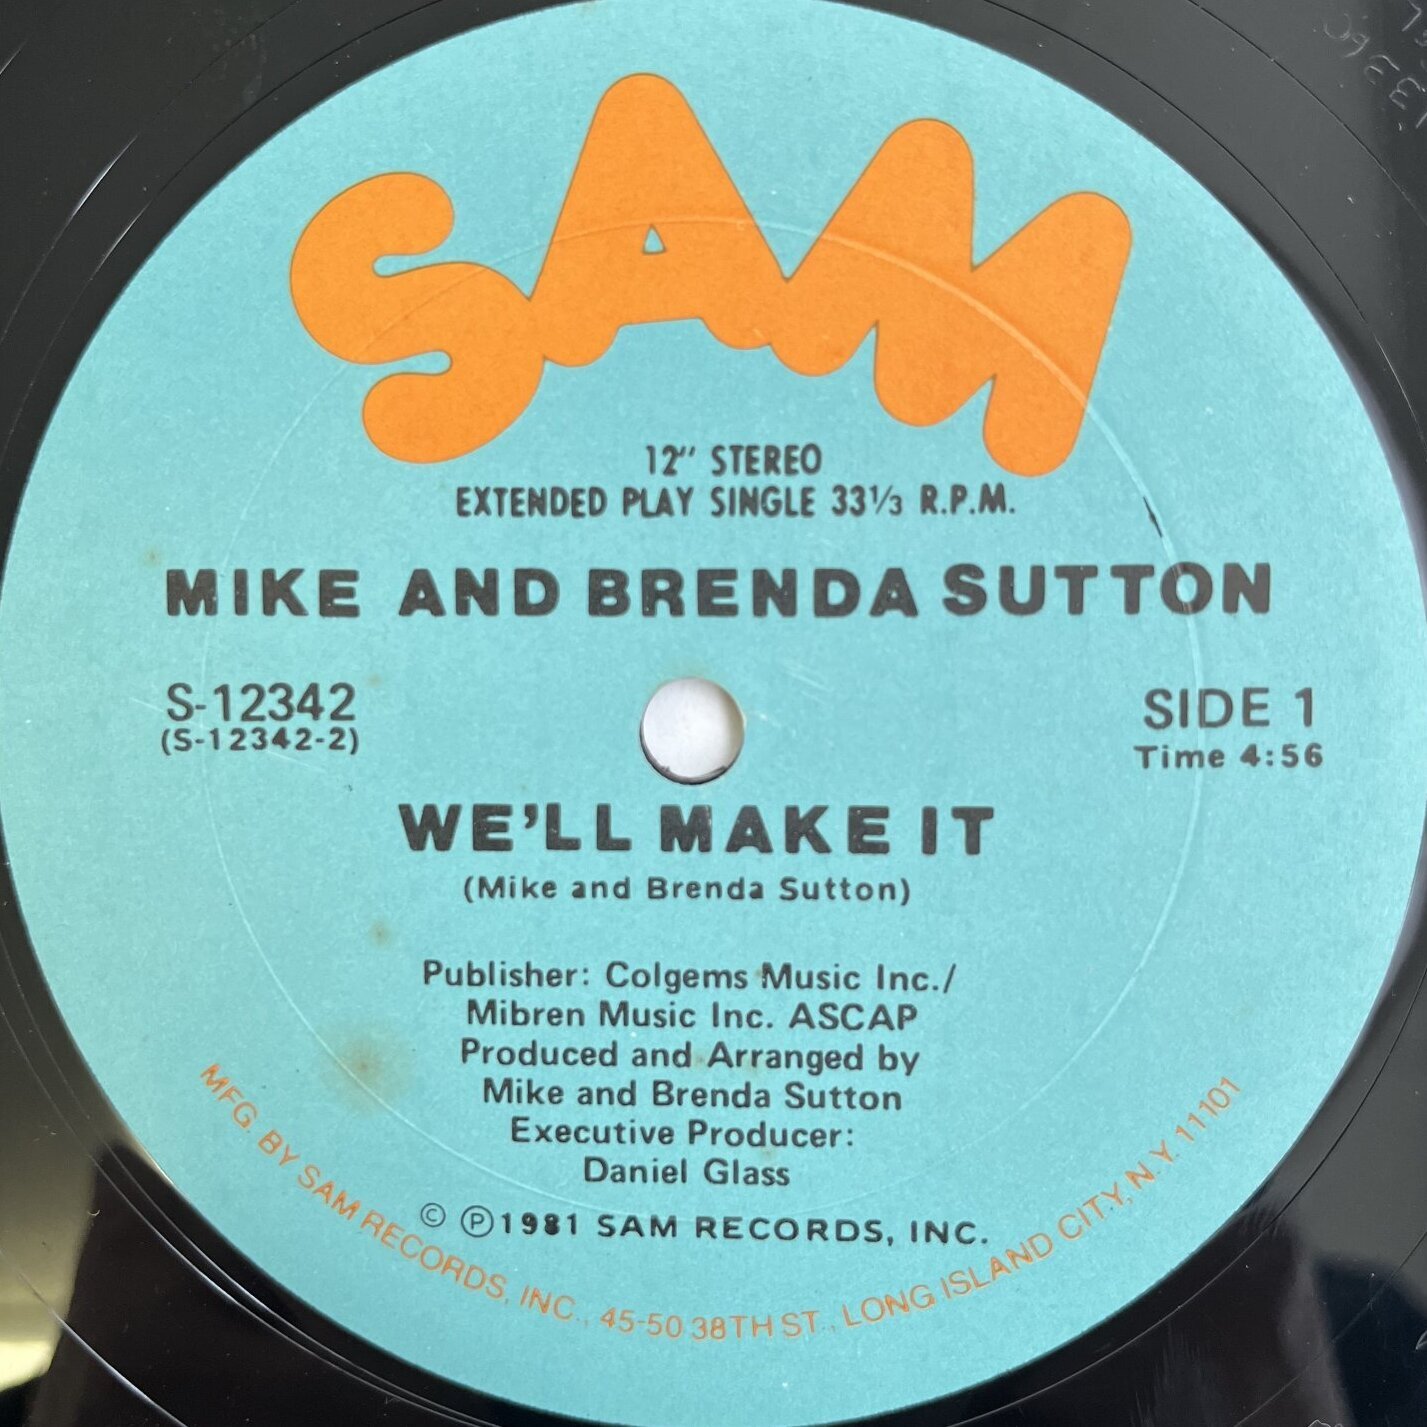 SAM
12" STEREO
EXTENDED PLAY SINGLE 33⅓ R.P.M.
MIKE AND BRENDA SUTTON
S-12342
(S-12342-2)
SIDE 1
Time 4:56
WE'LL MAKE IT
(Mike and Brenda Sutton)
Publisher: Colgems Music Inc./
Mibren Music Inc. ASCAP
Produced and Arranged by
Mike and Brenda Sutton
Executive Producer:
Daniel Glass
© ℗1981 SAM RECORDS, INC.
MFG. BY SAM RECORDS, INC., 45-50 38TH ST., LONG ISLAND CITY, N.Y. 11101